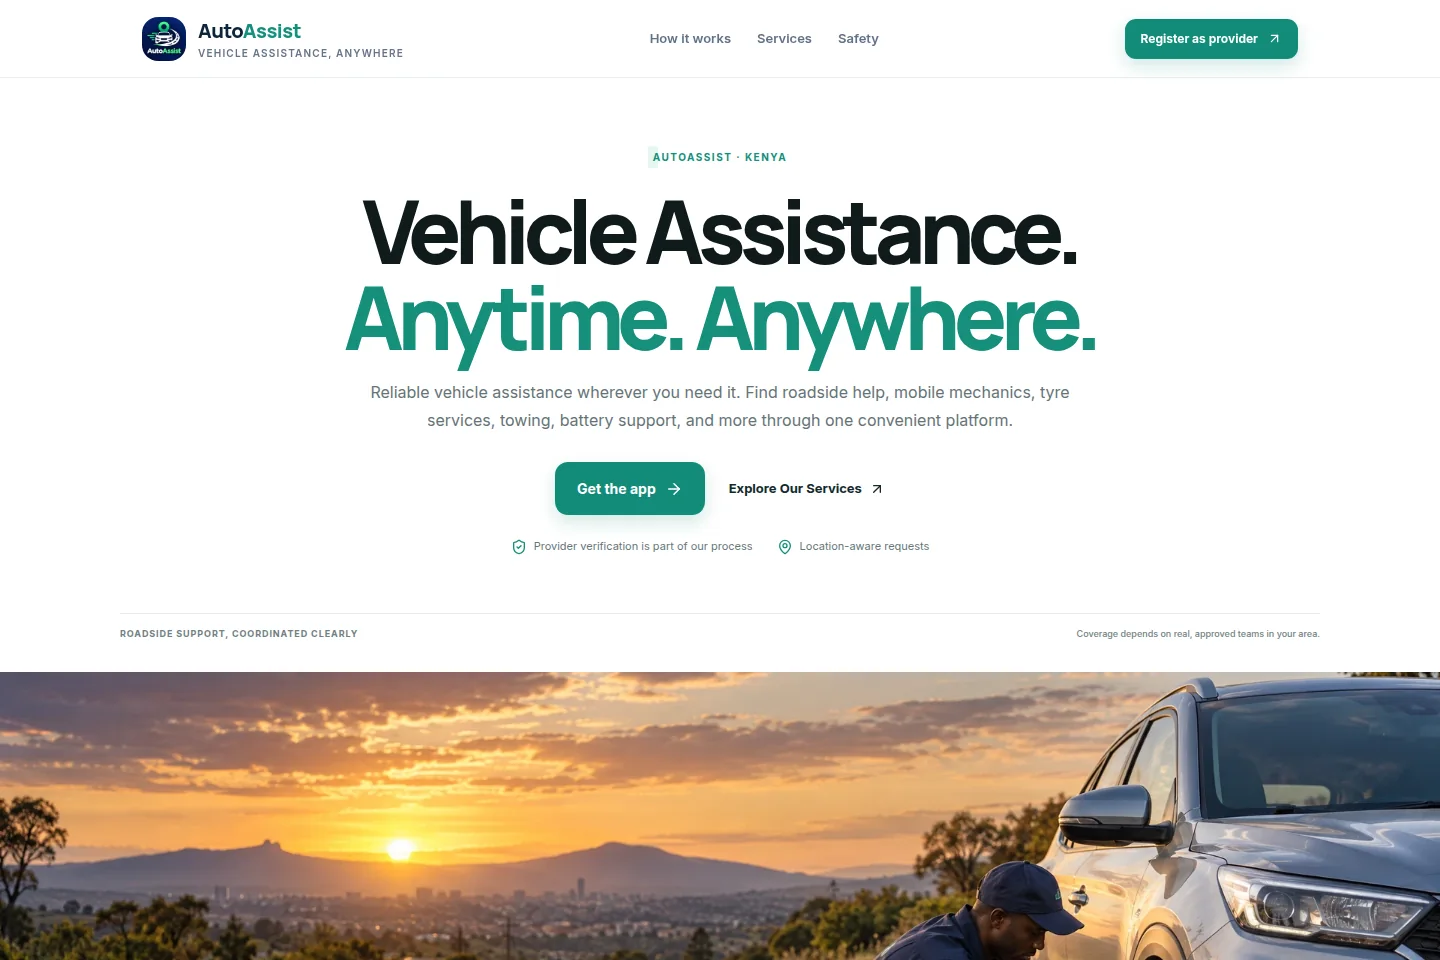 AutoAssist
AutoAssist
VEHICLE ASSISTANCE, ANYWHERE
How it works
Services
Safety
Register as provider
AUTOASSIST · KENYA
Vehicle Assistance.
Anytime. Anywhere.
Reliable vehicle assistance wherever you need it. Find roadside help, mobile mechanics, tyre
services, towing, battery support, and more through one convenient platform.
Get the app
Explore Our Services
Provider verification is part of our process
Location-aware requests
ROADSIDE SUPPORT, COORDINATED CLEARLY
Coverage depends on real, approved teams in your area.